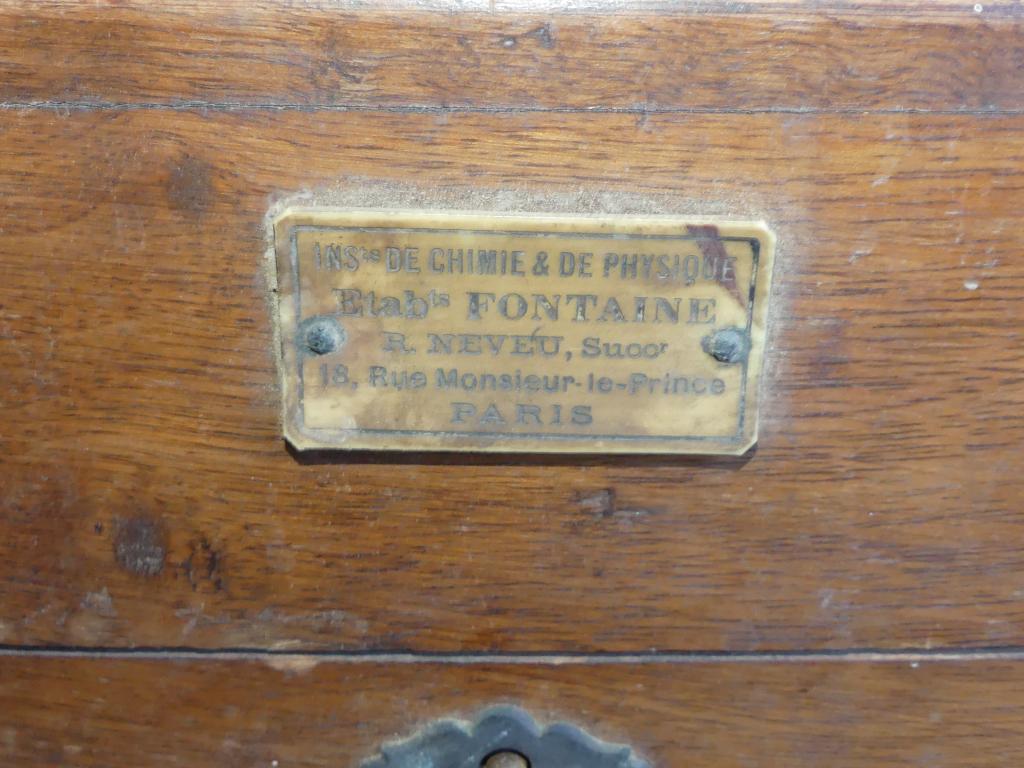 INSts DE CHIMIE & DE PHYSIQUE
Etabts FONTAINE
R. NEVEU, Succr
18, Rue Monsieur-le-Prince
PARIS